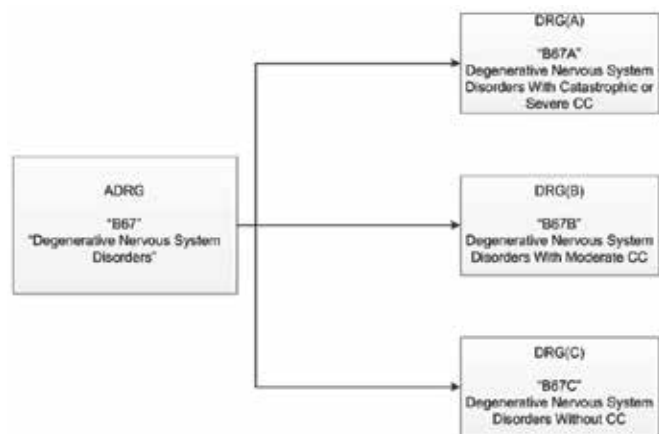 DRG(A)
"B67A"
Degenerative Nervous System
Disorders With Catastrophic or
Severe CC
ADRG
"B67"
"Degenerative Nervous System
Disorders"
DRG(B)
"B67B"
Degenerative Nervous System
Disorders With Moderate CC
DRG(C)
"B67C"
Degenerative Nervous System
Disorders Without CC